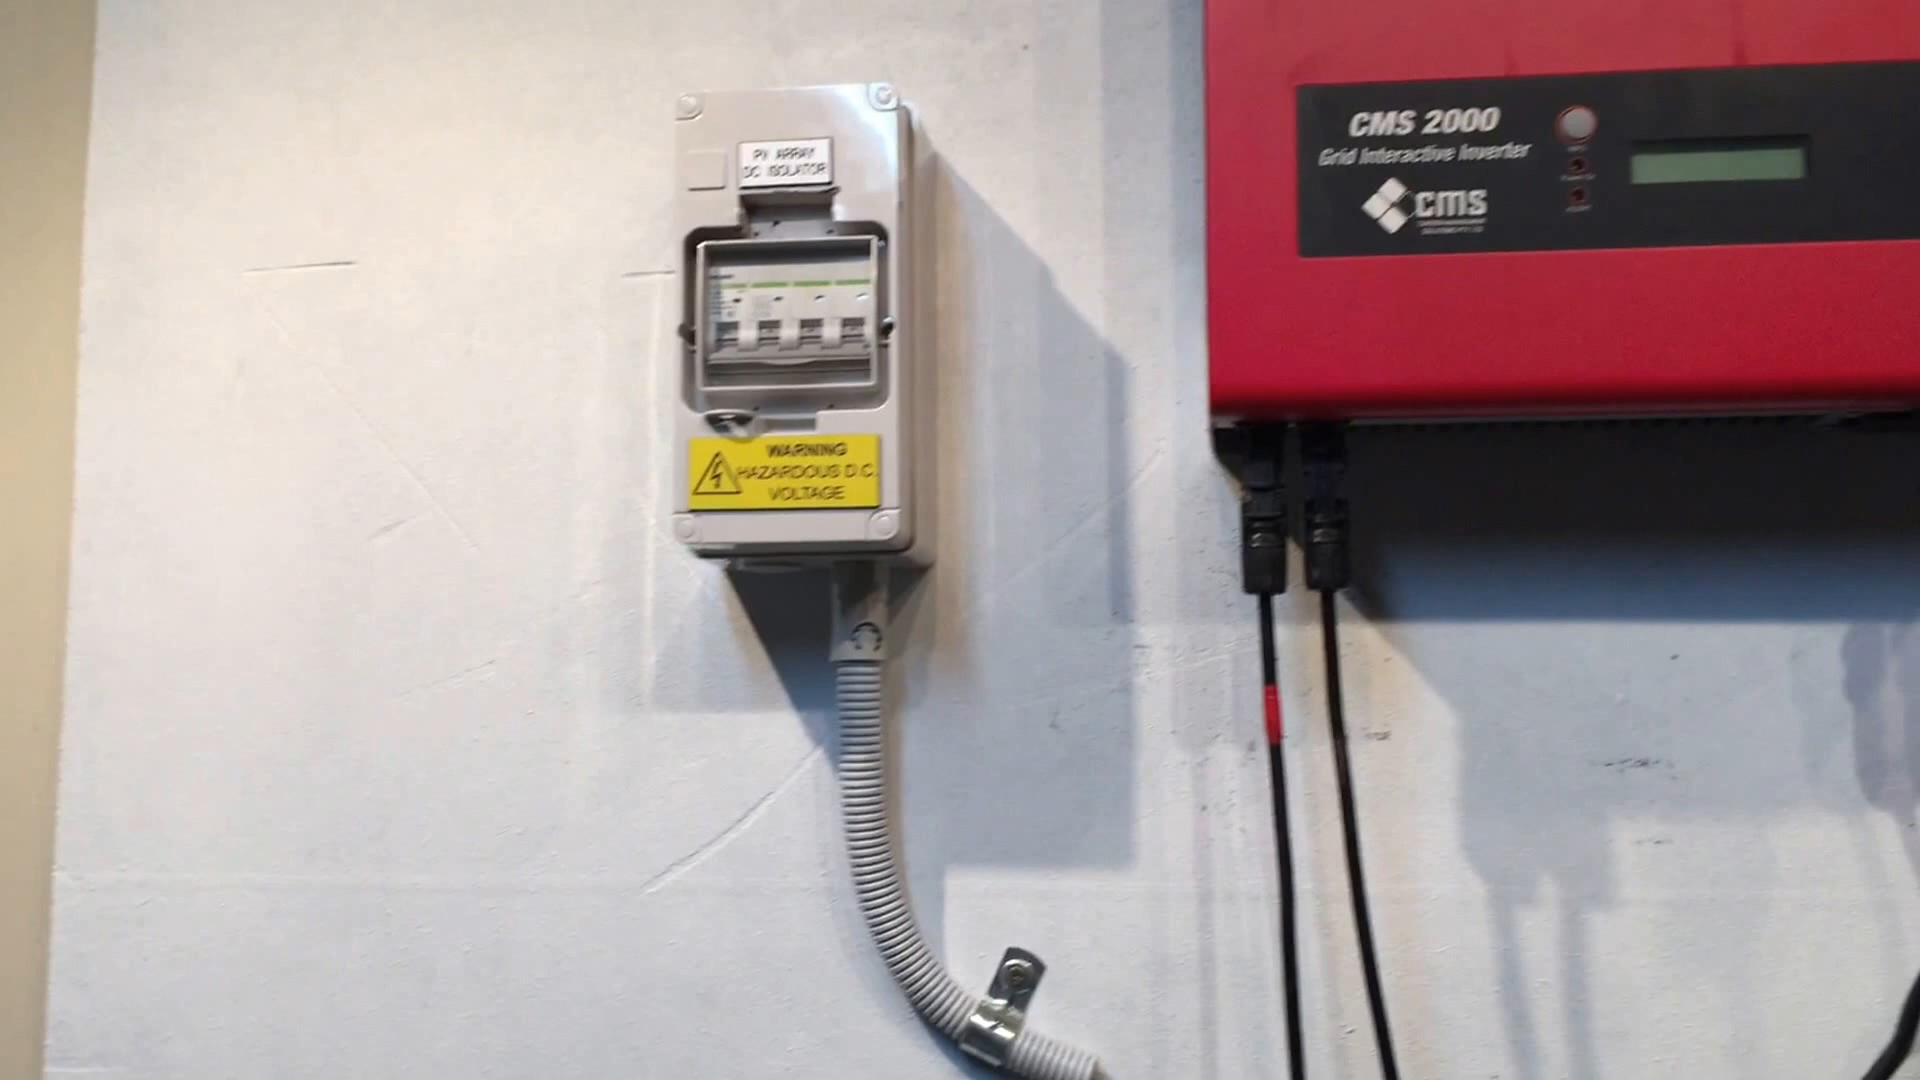 PV ARRAY
DC ISOLATOR
WARNING
HAZARDOUS D.C.
VOLTAGE
CMS 2000
Grid Interactive Inverter
cms